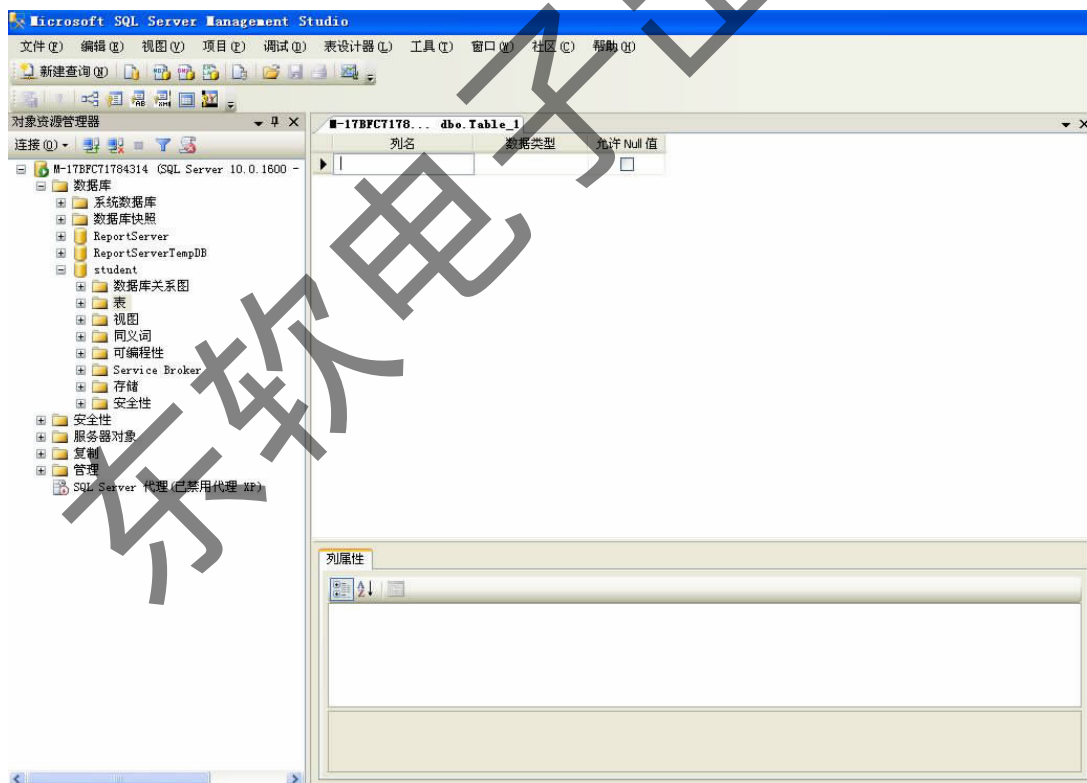 Microsoft SQL Server Management Studio
文件(F) 编辑(E) 视图(V) 项目(P) 调试(D) 表设计器(L) 工具(T) 窗口(W) 社区(C) 帮助(H)
新建查询(N)
对象资源管理器
M-17BFC7178... dbo.Table_1
连接(O)
列名 数据类型 允许 Null 值
M-17BFC71784314 (SQL Server 10.0.1600 -
数据库
系统数据库
数据库快照
ReportServer
ReportServerTempDB
student
数据库关系图
表
视图
同义词
可编程性
Service Broker
存储
安全性
安全性
服务器对象
复制
管理
SQL Server 代理(已禁用代理 XP)
列属性
东软电子